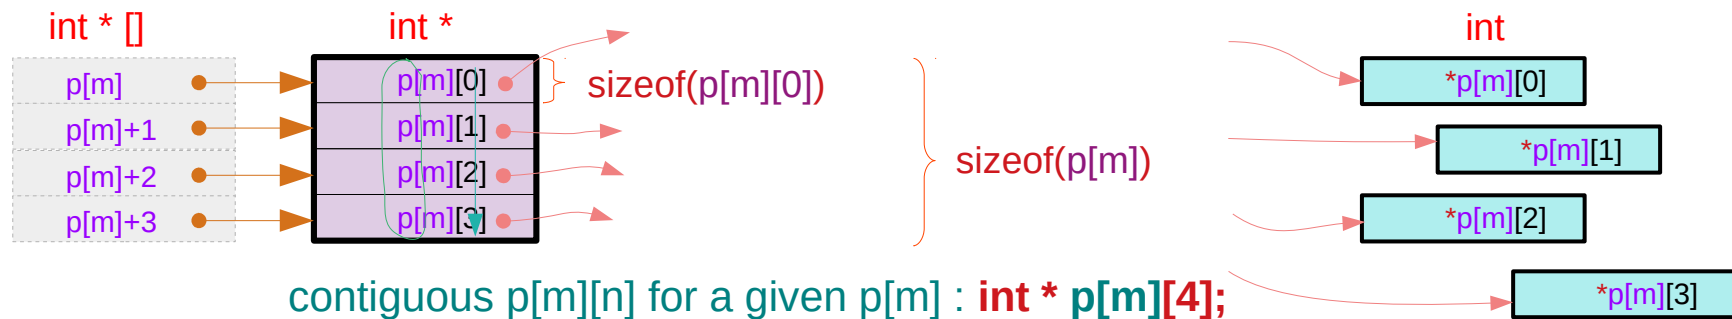 int * [] int * int
p[m] p[m][0] sizeof(p[m][0]) *p[m][0]
p[m]+1 p[m][1] *p[m][1]
sizeof(p[m])
p[m]+2 p[m][2] *p[m][2]
p[m]+3 p[m][3] *p[m][3]
contiguous p[m][n] for a given p[m] : int * p[m][4];